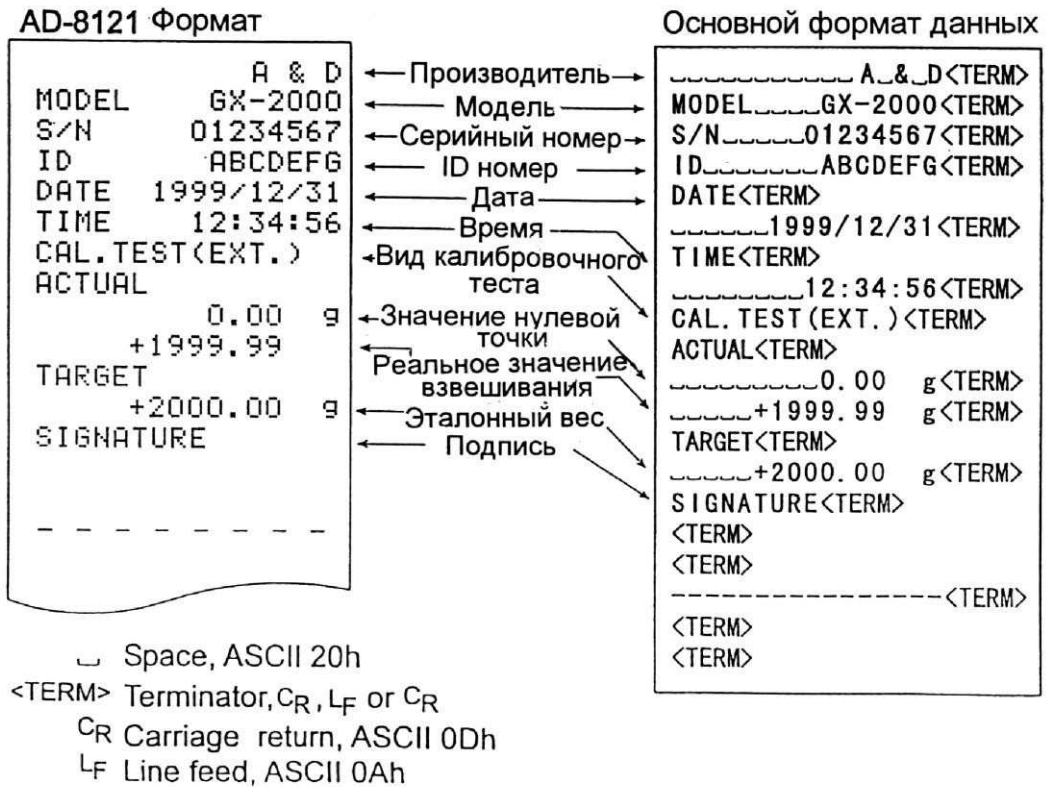 AD-8121 Формат
A & D
MODEL GX-2000
S/N 01234567
ID ABCDEFG
DATE 1999/12/31
TIME 12:34:56
CAL.TEST(EXT.)
ACTUAL
0.00 g
+1999.99
TARGET
+2000.00 g
SIGNATURE
- - - - - - - -
Производитель
Модель
Серийный номер
ID номер
Дата
Время
Вид калибровочного
теста
Значение нулевой
точки
Реальное значение
взвешивания
Эталонный вес
Подпись
Основной формат данных
␣␣␣␣␣␣␣␣␣␣␣ A␣&␣D<TERM>
MODEL␣␣␣␣GX-2000<TERM>
S/N␣␣␣␣␣01234567<TERM>
ID␣␣␣␣␣␣␣ABCDEFG<TERM>
DATE<TERM>
␣␣␣␣␣␣1999/12/31<TERM>
TIME<TERM>
␣␣␣␣␣␣␣␣12:34:56<TERM>
CAL.TEST(EXT.)<TERM>
ACTUAL<TERM>
␣␣␣␣␣␣␣␣␣0.00 g<TERM>
␣␣␣␣␣+1999.99 g<TERM>
TARGET<TERM>
␣␣␣␣␣+2000.00 g<TERM>
SIGNATURE<TERM>
<TERM>
<TERM>
----------------<TERM>
<TERM>
<TERM>
␣ Space, ASCII 20h
<TERM> Terminator,CR, LF or CR
CR Carriage return, ASCII 0Dh
LF Line feed, ASCII 0Ah